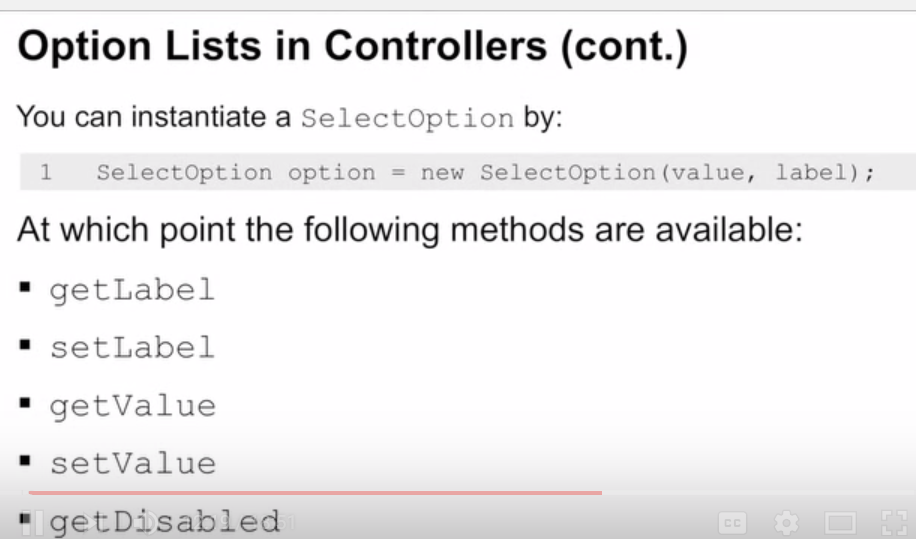 Option Lists in Controllers (cont.)
You can instantiate a SelectOption by:
1 SelectOption option = new SelectOption(value, label);
At which point the following methods are available:
▪ getLabel
▪ setLabel
▪ getValue
▪ setValue
▪ getDisabled
CC